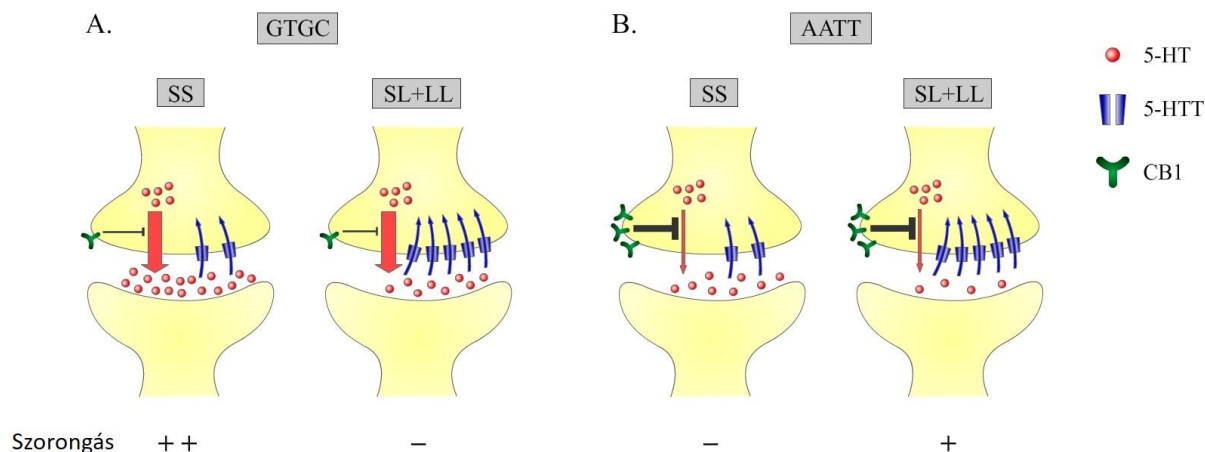 A. GTGC B. AATT
SS SL+LL SS SL+LL
5-HT
5-HTT
CB1
Szorongás + + − − +